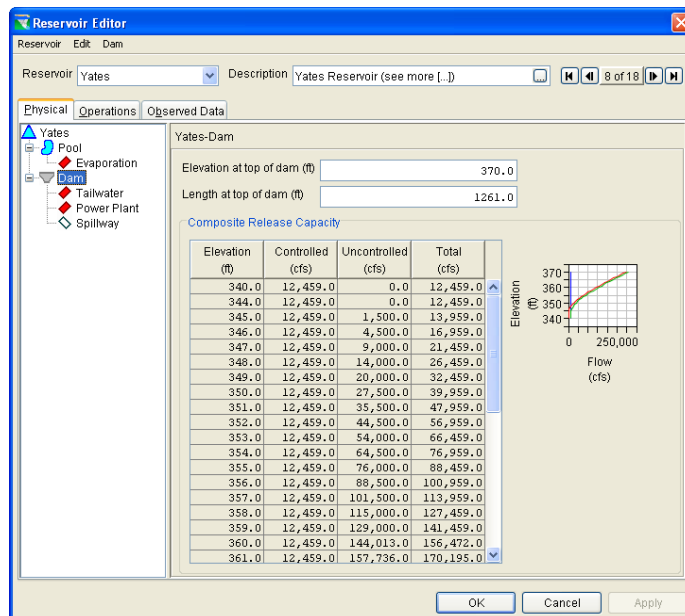 Reservoir Editor
Reservoir Edit Dam
Reservoir Yates Description Yates Reservoir (see more [...]) ... 8 of 18
Physical Operations Observed Data
Yates
Pool
Evaporation
Dam
Tailwater
Power Plant
Spillway
Yates-Dam
Elevation at top of dam (ft) 370.0
Length at top of dam (ft) 1261.0
Composite Release Capacity
Elevation Controlled Uncontrolled Total
(ft) (cfs) (cfs) (cfs)
340.0 12,459.0 0.0 12,459.0
344.0 12,459.0 0.0 12,459.0
345.0 12,459.0 1,500.0 13,959.0
346.0 12,459.0 4,500.0 16,959.0
347.0 12,459.0 9,000.0 21,459.0
348.0 12,459.0 14,000.0 26,459.0
349.0 12,459.0 20,000.0 32,459.0
350.0 12,459.0 27,500.0 39,959.0
351.0 12,459.0 35,500.0 47,959.0
352.0 12,459.0 44,500.0 56,959.0
353.0 12,459.0 54,000.0 66,459.0
354.0 12,459.0 64,500.0 76,959.0
355.0 12,459.0 76,000.0 88,459.0
356.0 12,459.0 88,500.0 100,959.0
357.0 12,459.0 101,500.0 113,959.0
358.0 12,459.0 115,000.0 127,459.0
359.0 12,459.0 129,000.0 141,459.0
360.0 12,459.0 144,013.0 156,472.0
361.0 12,459.0 157,736.0 170,195.0
Elevation
(ft)
370
360
350
340
0 250,000
Flow
(cfs)
OK Cancel Apply